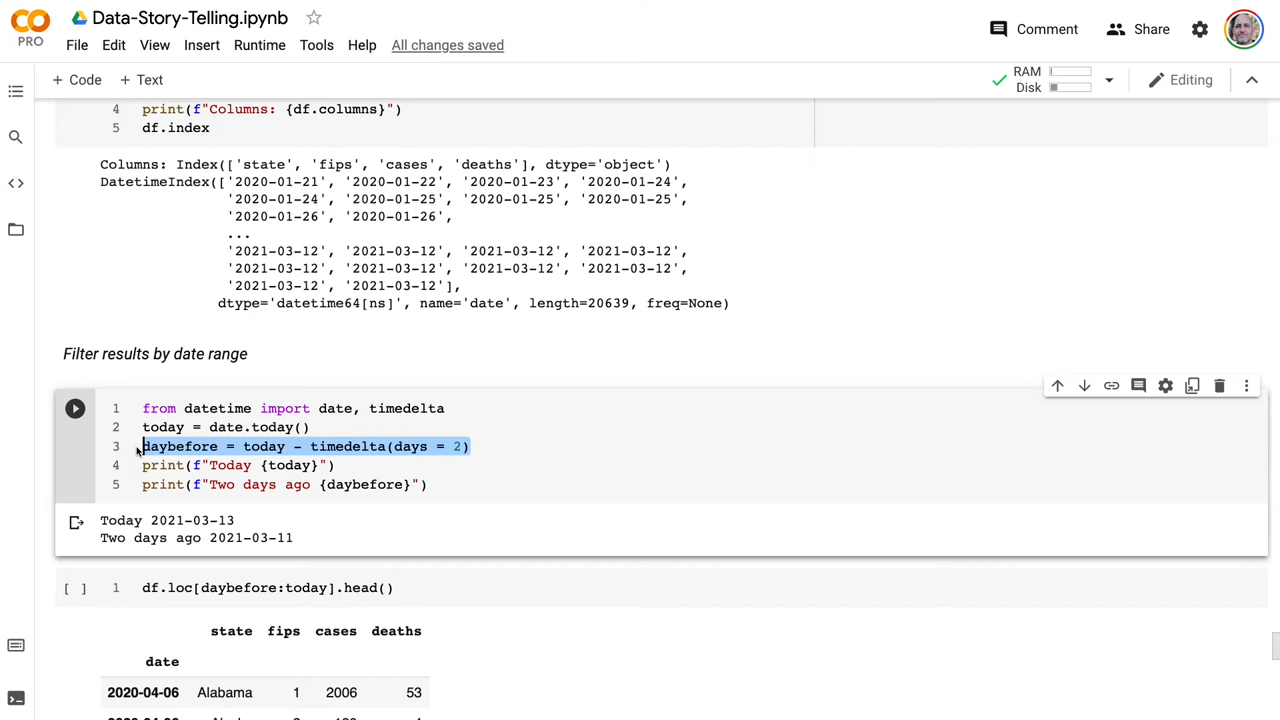 Data-Story-Telling.ipynb
PRO
File Edit View Insert Runtime Tools Help All changes saved
Comment Share
+ Code + Text
RAM
Disk
Editing
4 print(f"Columns: {df.columns}")
5 df.index
Columns: Index(['state', 'fips', 'cases', 'deaths'], dtype='object')
DatetimeIndex(['2020-01-21', '2020-01-22', '2020-01-23', '2020-01-24',
'2020-01-24', '2020-01-25', '2020-01-25', '2020-01-25',
'2020-01-26', '2020-01-26',
...
'2021-03-12', '2021-03-12', '2021-03-12', '2021-03-12',
'2021-03-12', '2021-03-12', '2021-03-12', '2021-03-12',
'2021-03-12', '2021-03-12'],
dtype='datetime64[ns]', name='date', length=20639, freq=None)
Filter results by date range
1 from datetime import date, timedelta
2 today = date.today()
3 daybefore = today - timedelta(days = 2)
4 print(f"Today {today}")
5 print(f"Two days ago {daybefore}")
Today 2021-03-13
Two days ago 2021-03-11
[ ] 1 df.loc[daybefore:today].head()
state fips cases deaths
date
2020-04-06 Alabama 1 2006 53